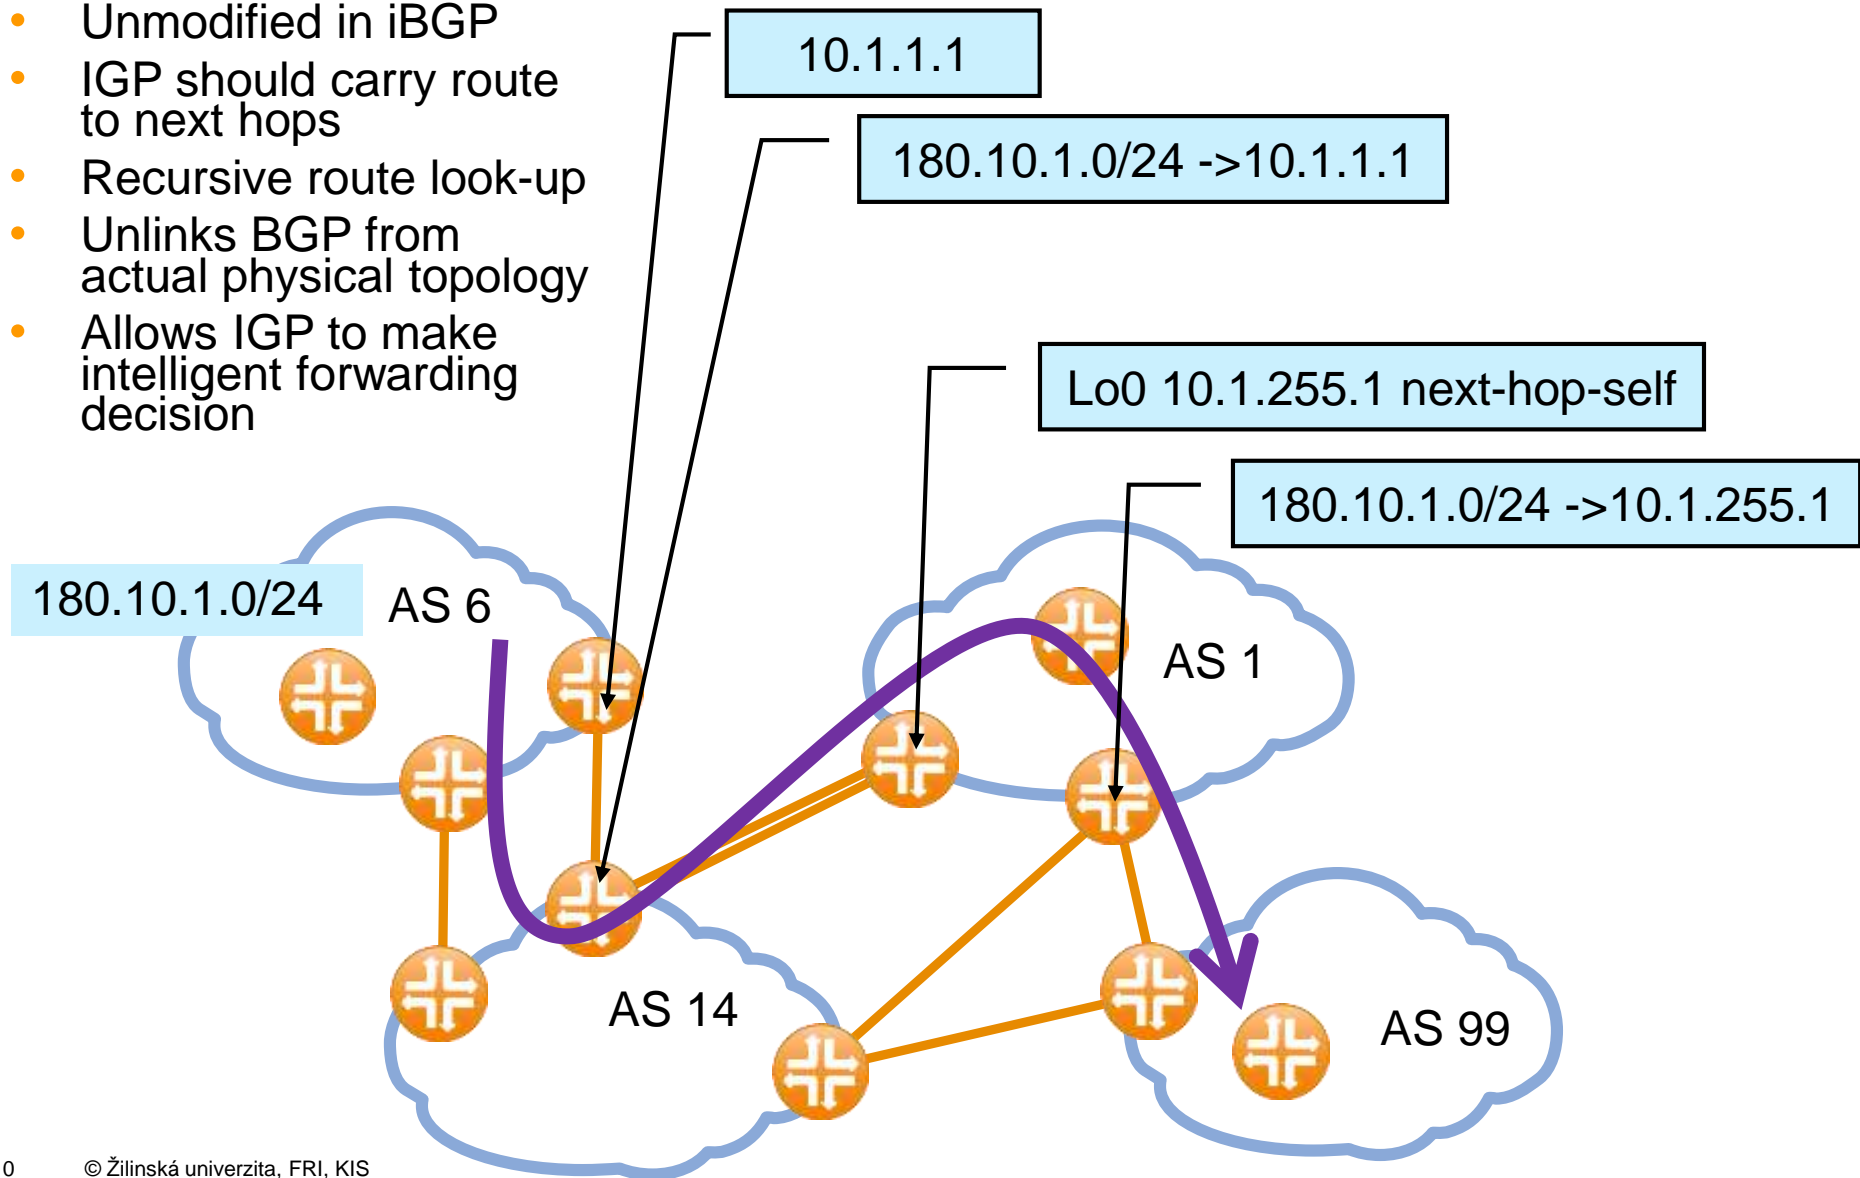 • Unmodified in iBGP
• IGP should carry route
to next hops
• Recursive route look-up
• Unlinks BGP from
actual physical topology
• Allows IGP to make
intelligent forwarding
decision
10.1.1.1
180.10.1.0/24 ->10.1.1.1
Lo0 10.1.255.1 next-hop-self
180.10.1.0/24 ->10.1.255.1
180.10.1.0/24
AS 6
AS 1
AS 14
AS 99
0 © Žilinská univerzita, FRI, KIS